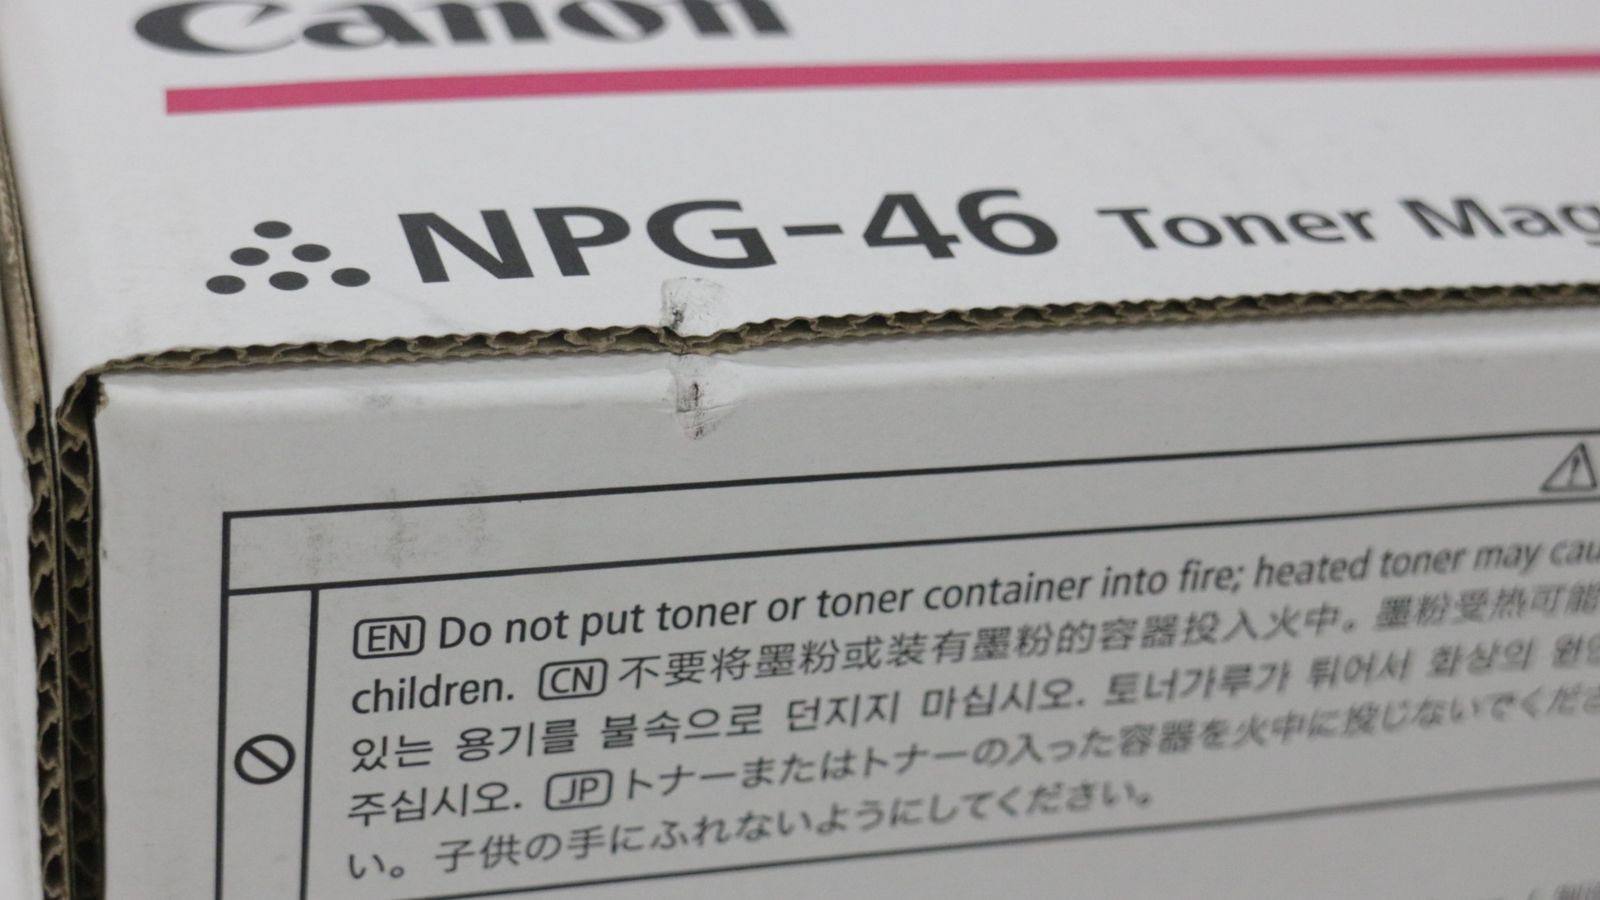 Canon
NPG-46 Toner Mag
EN Do not put toner or toner container into fire; heated toner may cau
children. CN 不要将墨粉或装有墨粉的容器投入火中。墨粉受热可能
있는 용기를 불속으로 던지지 마십시오. 토너가루가 튀어서 화상의 원인
주십시오. JP トナーまたはトナーの入った容器を火中に投じないでくださ
い。子供の手にふれないようにしてください。